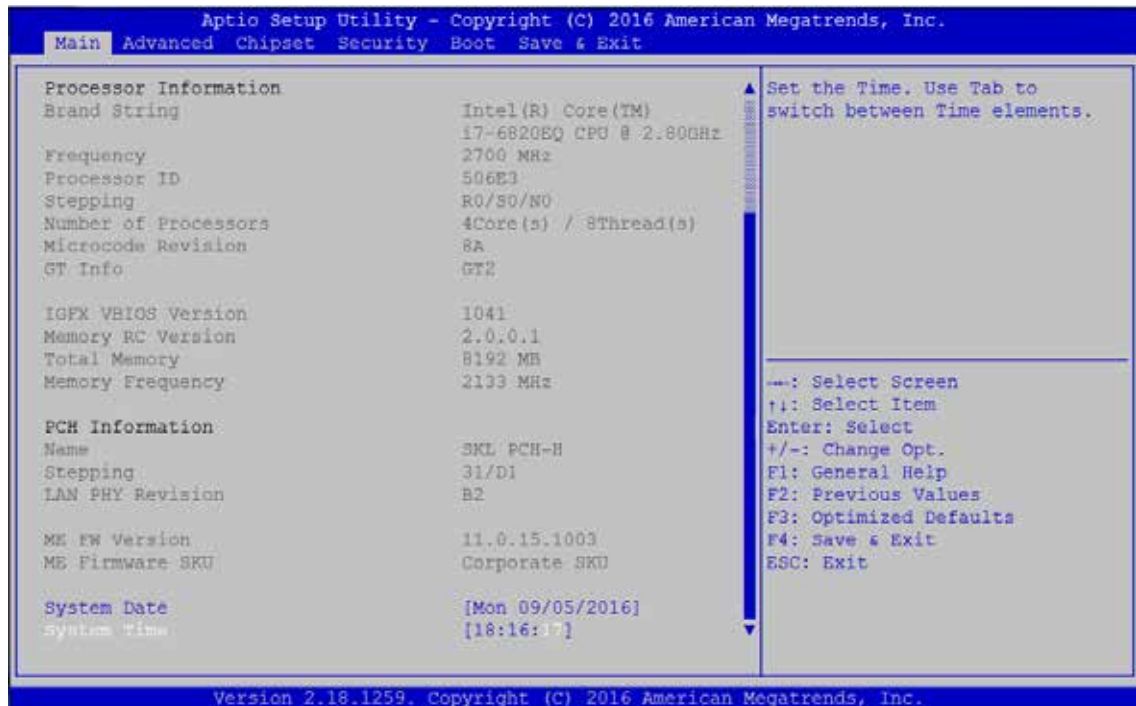 Aptio Setup Utility - Copyright (C) 2016 American Megatrends, Inc.
Main Advanced Chipset Security Boot Save & Exit
Processor Information
Brand String Intel(R) Core(TM)
i7-6820EQ CPU @ 2.80GHz
Frequency 2700 MHz
Processor ID 506E3
Stepping R0/S0/N0
Number of Processors 4Core(s) / 8Thread(s)
Microcode Revision 8A
GT Info GT2
IGFX VBIOS Version 1041
Memory RC Version 2.0.0.1
Total Memory 8192 MB
Memory Frequency 2133 MHz
PCH Information
Name SKL PCH-H
Stepping 31/D1
LAN PHY Revision B2
ME FW Version 11.0.15.1003
ME Firmware SKU Corporate SKU
System Date [Mon 09/05/2016]
System Time [18:16:17]
Set the Time. Use Tab to
switch between Time elements.
→←: Select Screen
↑↓: Select Item
Enter: Select
+/-: Change Opt.
F1: General Help
F2: Previous Values
F3: Optimized Defaults
F4: Save & Exit
ESC: Exit
Version 2.18.1259. Copyright (C) 2016 American Megatrends, Inc.